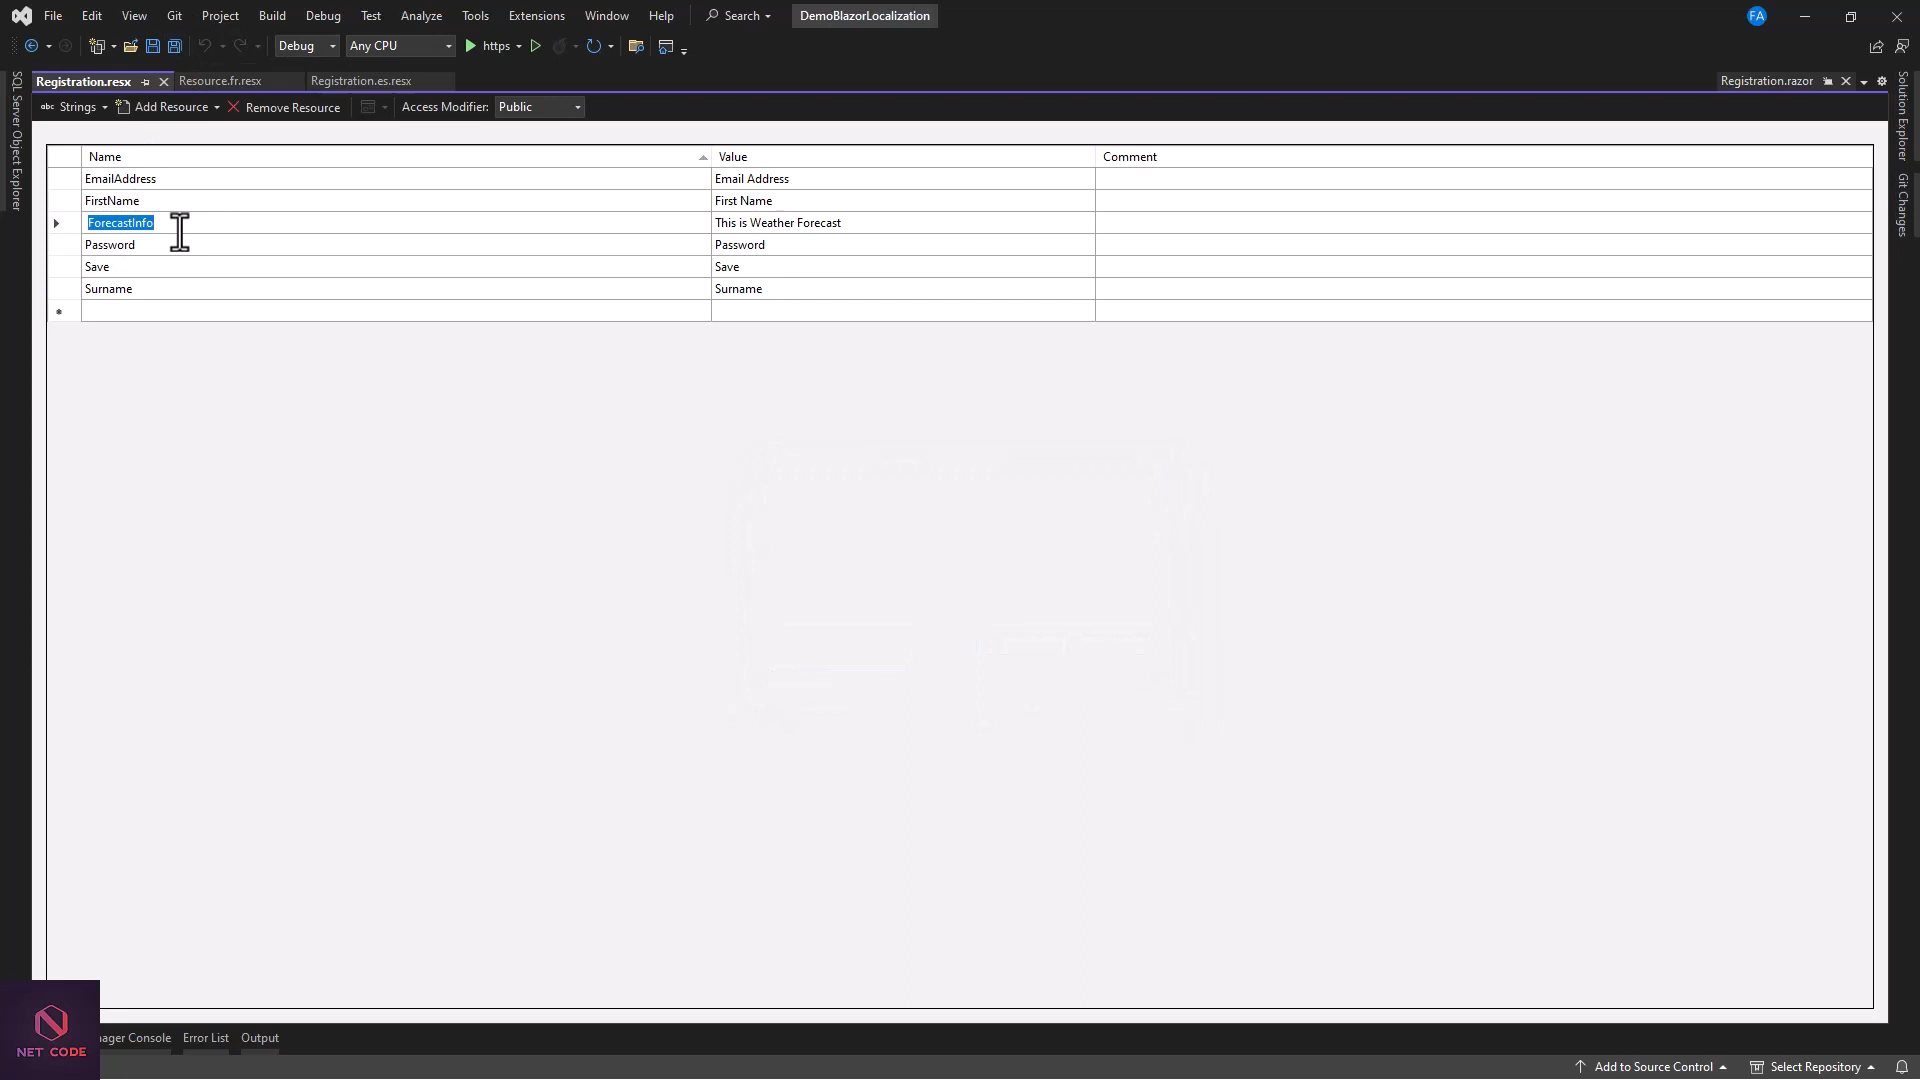 File Edit View Git Project Build Debug Test Analyze Tools Extensions Window Help Search DemoBlazorLocalization FA
Debug Any CPU https
Registration.resx Resource.fr.resx Registration.es.resx Registration.razor
abc Strings Add Resource Remove Resource Access Modifier: Public
Name Value Comment
EmailAddress Email Address
FirstName First Name
ForecastInfo This is Weather Forecast
Password Password
Save Save
Surname Surname
SQL Server Object Explorer
Solution Explorer
Git Changes
NET CODE
ager Console Error List Output
Add to Source Control Select Repository